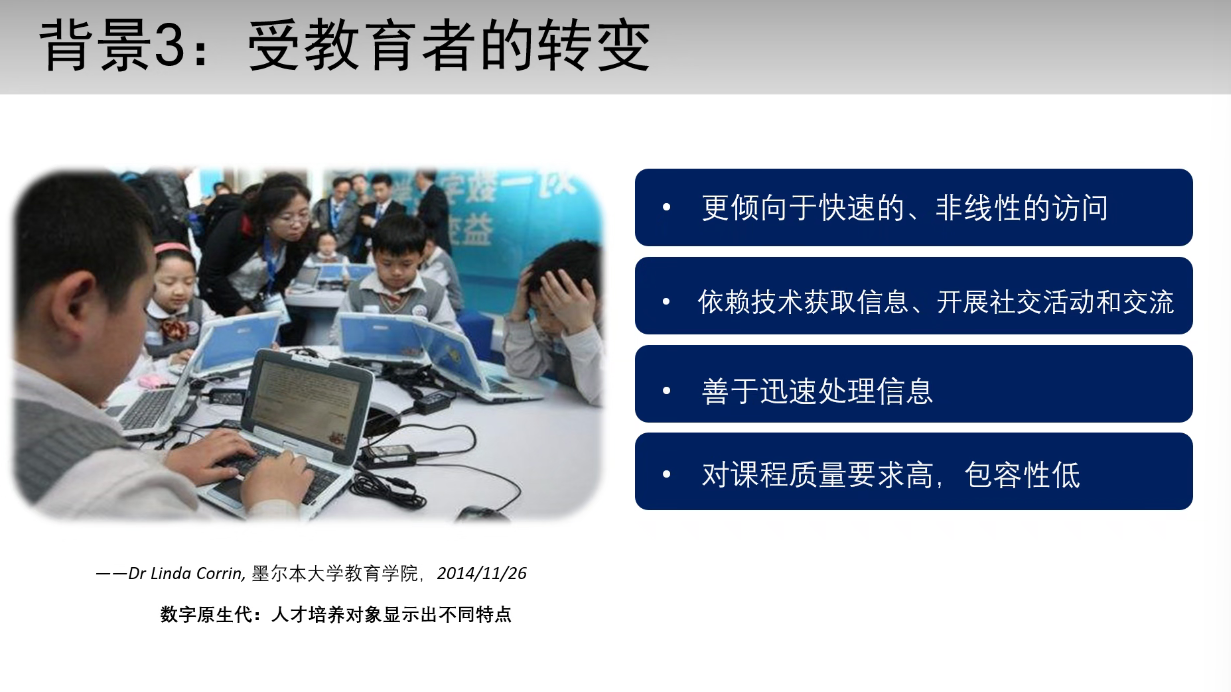 背景3：受教育者的转变
• 更倾向于快速的、非线性的访问
• 依赖技术获取信息、开展社交活动和交流
• 善于迅速处理信息
• 对课程质量要求高，包容性低
——Dr Linda Corrin, 墨尔本大学教育学院，2014/11/26
数字原生代：人才培养对象显示出不同特点